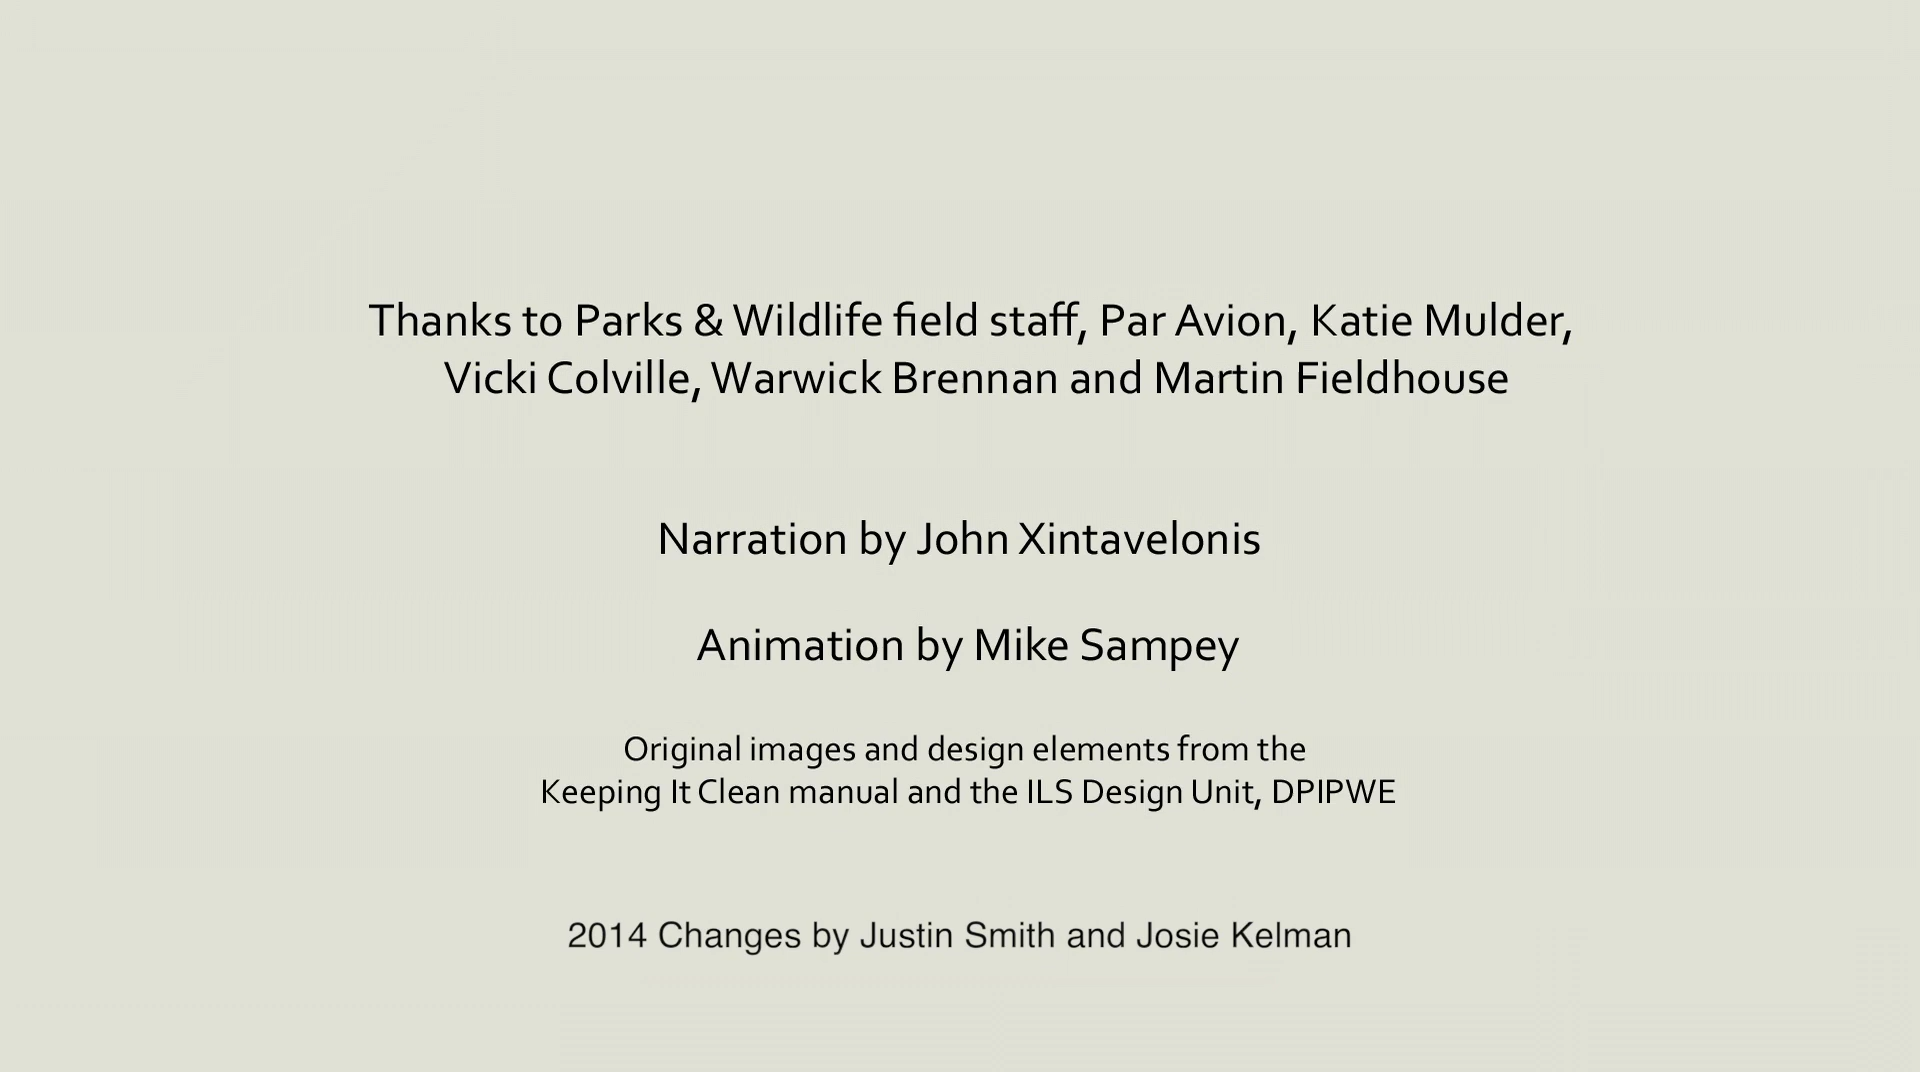 Thanks to Parks & Wildlife field staff, Par Avion, Katie Mulder,
Vicki Colville, Warwick Brennan and Martin Fieldhouse
Narration by John Xintavelonis
Animation by Mike Sampey
Original images and design elements from the
Keeping It Clean manual and the ILS Design Unit, DPIPWE
2014 Changes by Justin Smith and Josie Kelman